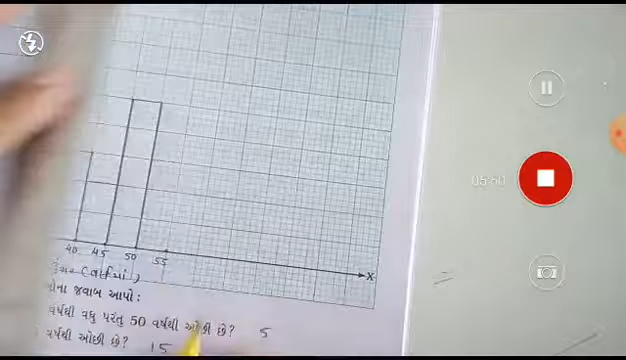 05:50
40 45 50 55 X
(વર્ષમાં)
જવાબ આપો:
વર્ષથી વધુ પરંતુ 50 વર્ષથી ઓછી છે? 5
વર્ષથી ઓછી છે? 15